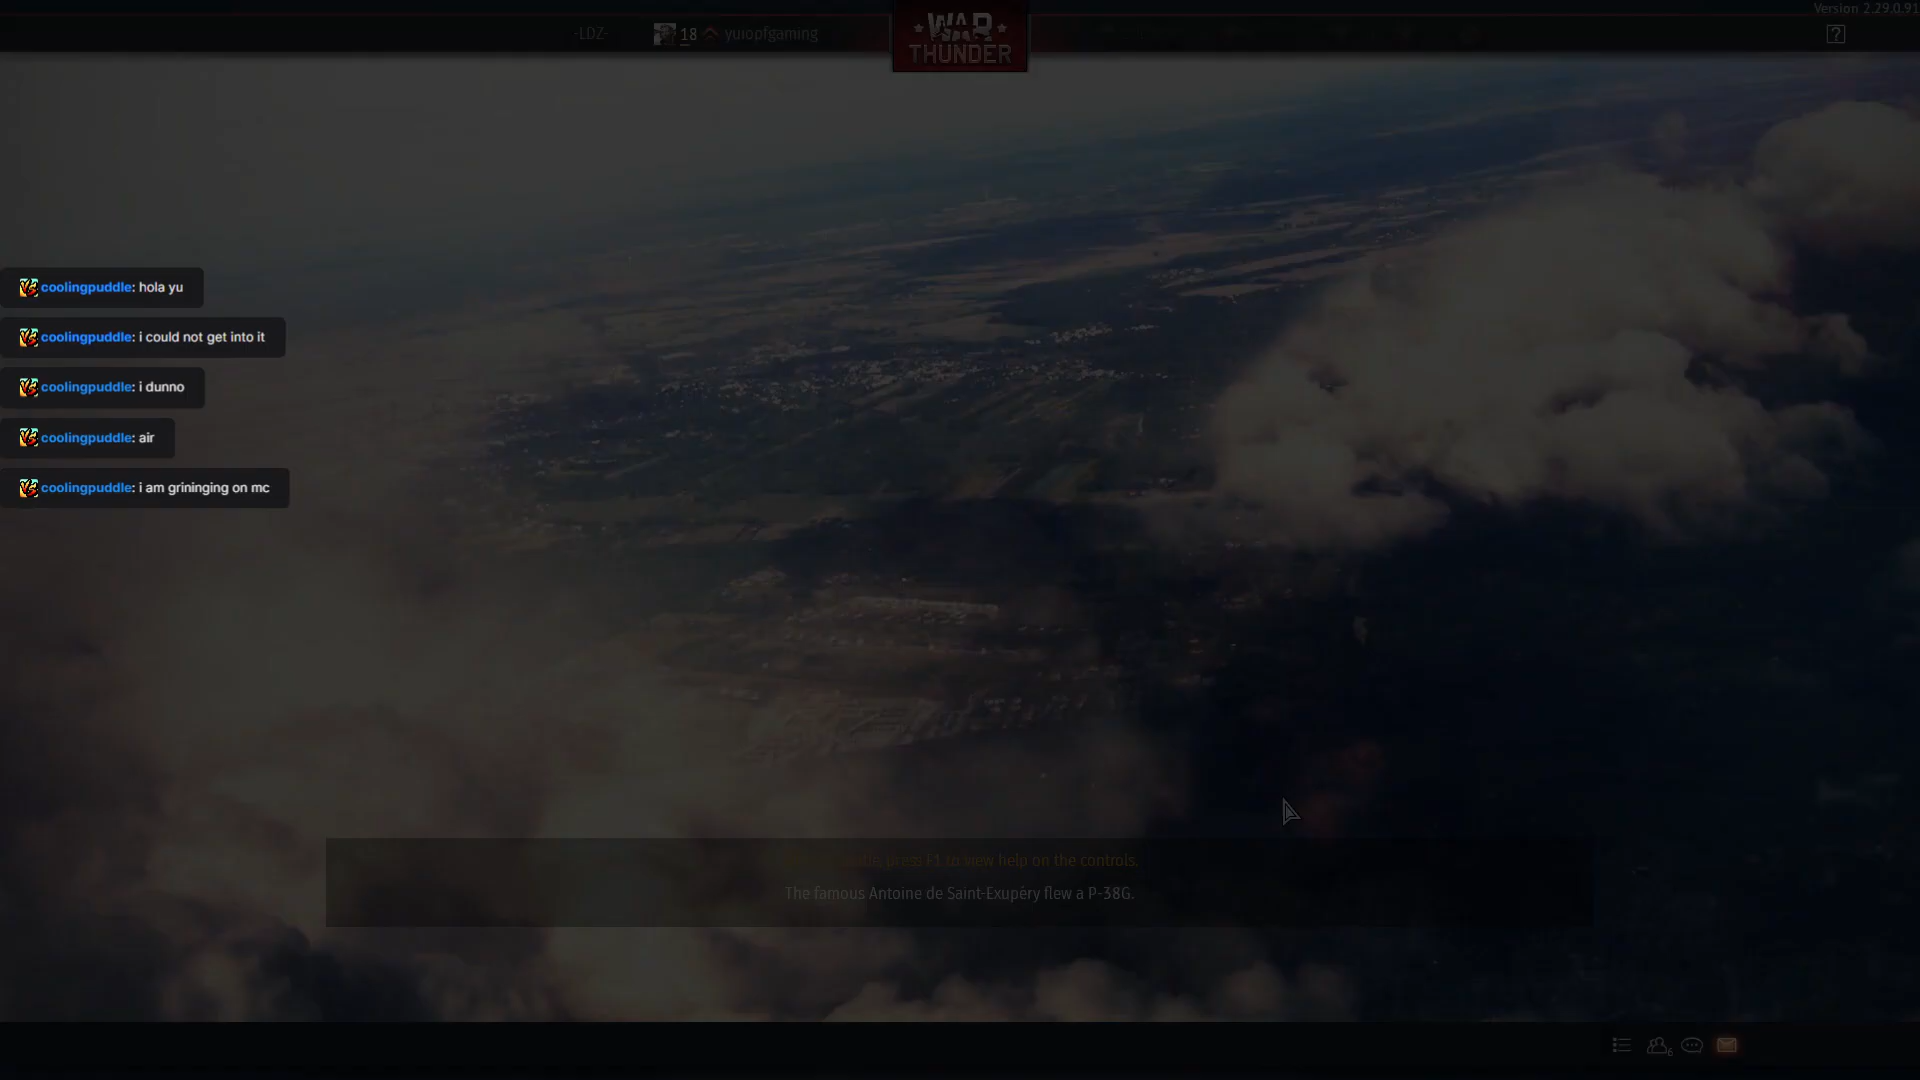 Version 2.29.0.91
-LDZ- 18 yuiopfgaming
WAR THUNDER
coolingpuddle: hola yu
coolingpuddle: i could not get into it
coolingpuddle: i dunno
coolingpuddle: air
coolingpuddle: i am grininging on mc
press F1 to view help on the controls.
The famous Antoine de Saint-Exupéry flew a P-38G.
6